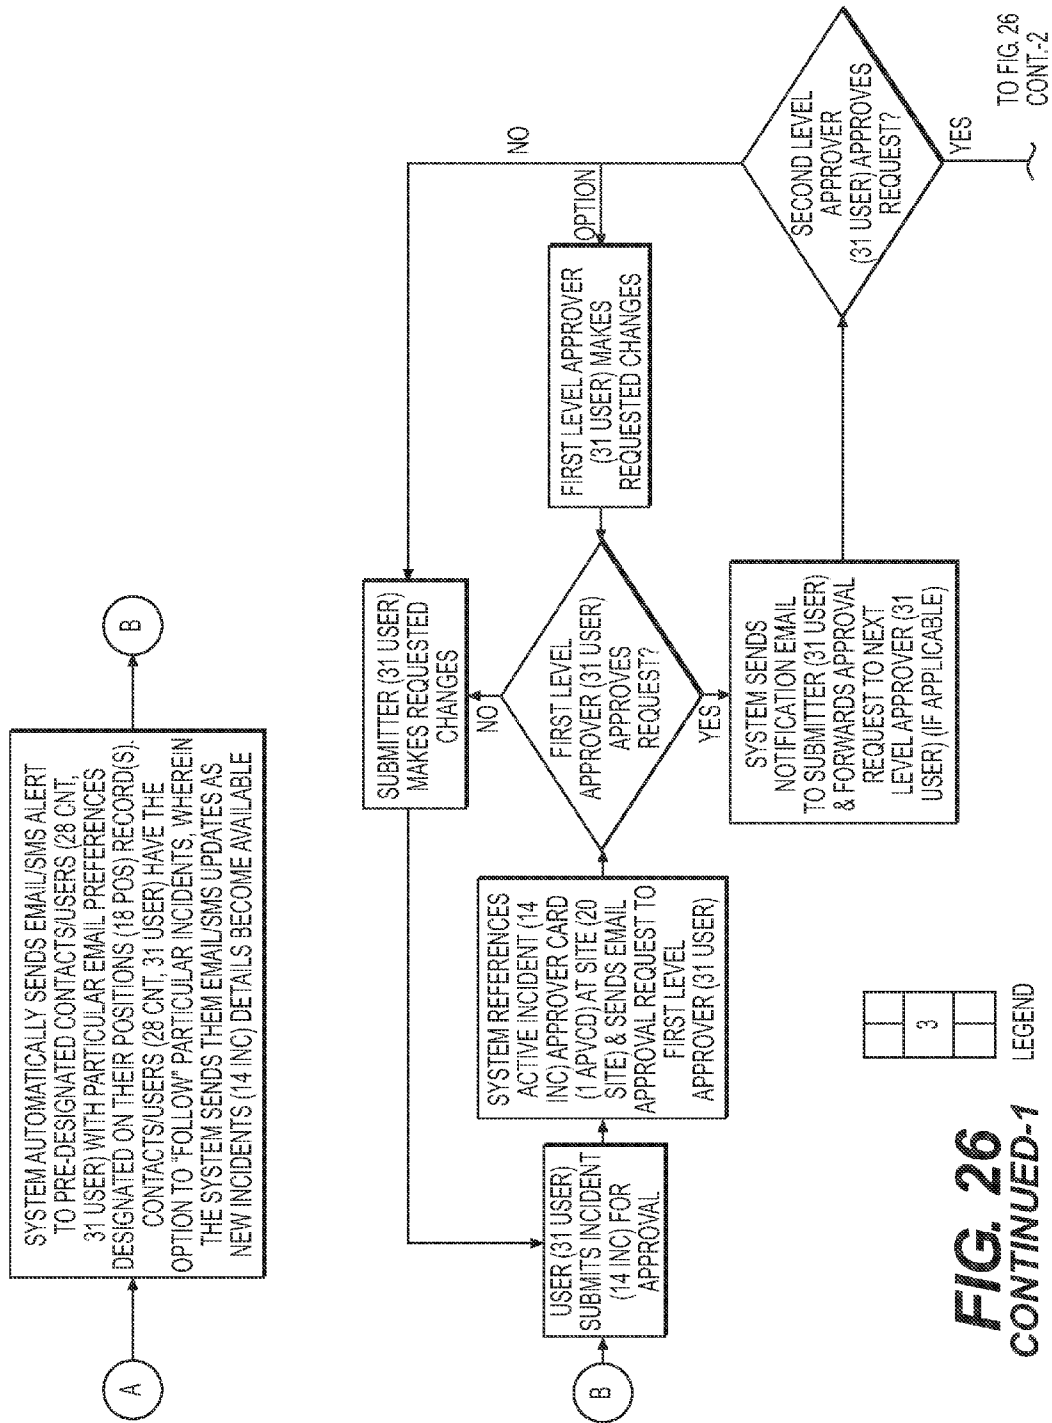 A
SYSTEM AUTOMATICALLY SENDS EMAIL/SMS ALERT
TO PRE-DESIGNATED CONTACTS/USERS (28 CNT,
31 USER) WITH PARTICULAR EMAIL PREFERENCES
DESIGNATED ON THEIR POSITIONS (18 POS) RECORD(S).
CONTACTS/USERS (28 CNT, 31 USER) HAVE THE
OPTION TO "FOLLOW" PARTICULAR INCIDENTS, WHEREIN
THE SYSTEM SENDS THEM EMAIL/SMS UPDATES AS
NEW INCIDENTS (14 INC) DETAILS BECOME AVAILABLE
B
B
USER (31 USER)
SUBMITS INCIDENT
(14 INC) FOR
APPROVAL
SYSTEM REFERENCES
ACTIVE INCIDENT (14
INC) APPROVER CARD
(1 APVCD) AT SITE (20
SITE) & SENDS EMAIL
APPROVAL REQUEST TO
FIRST LEVEL
APPROVER (31 USER)
SUBMITTER (31 USER)
MAKES REQUESTED
CHANGES
NO
FIRST LEVEL
APPROVER (31 USER)
APPROVES
REQUEST?
YES
SYSTEM SENDS
NOTIFICATION EMAIL
TO SUBMITTER (31 USER)
& FORWARDS APPROVAL
REQUEST TO NEXT
LEVEL APPROVER (31
USER) (IF APPLICABLE)
FIRST LEVEL APPROVER
(31 USER) MAKES
REQUESTED CHANGES
OPTION
NO
SECOND LEVEL
APPROVER
(31 USER) APPROVES
REQUEST?
YES
TO FIG. 26
CONT.-2
3
LEGEND
FIG. 26
CONTINUED-1